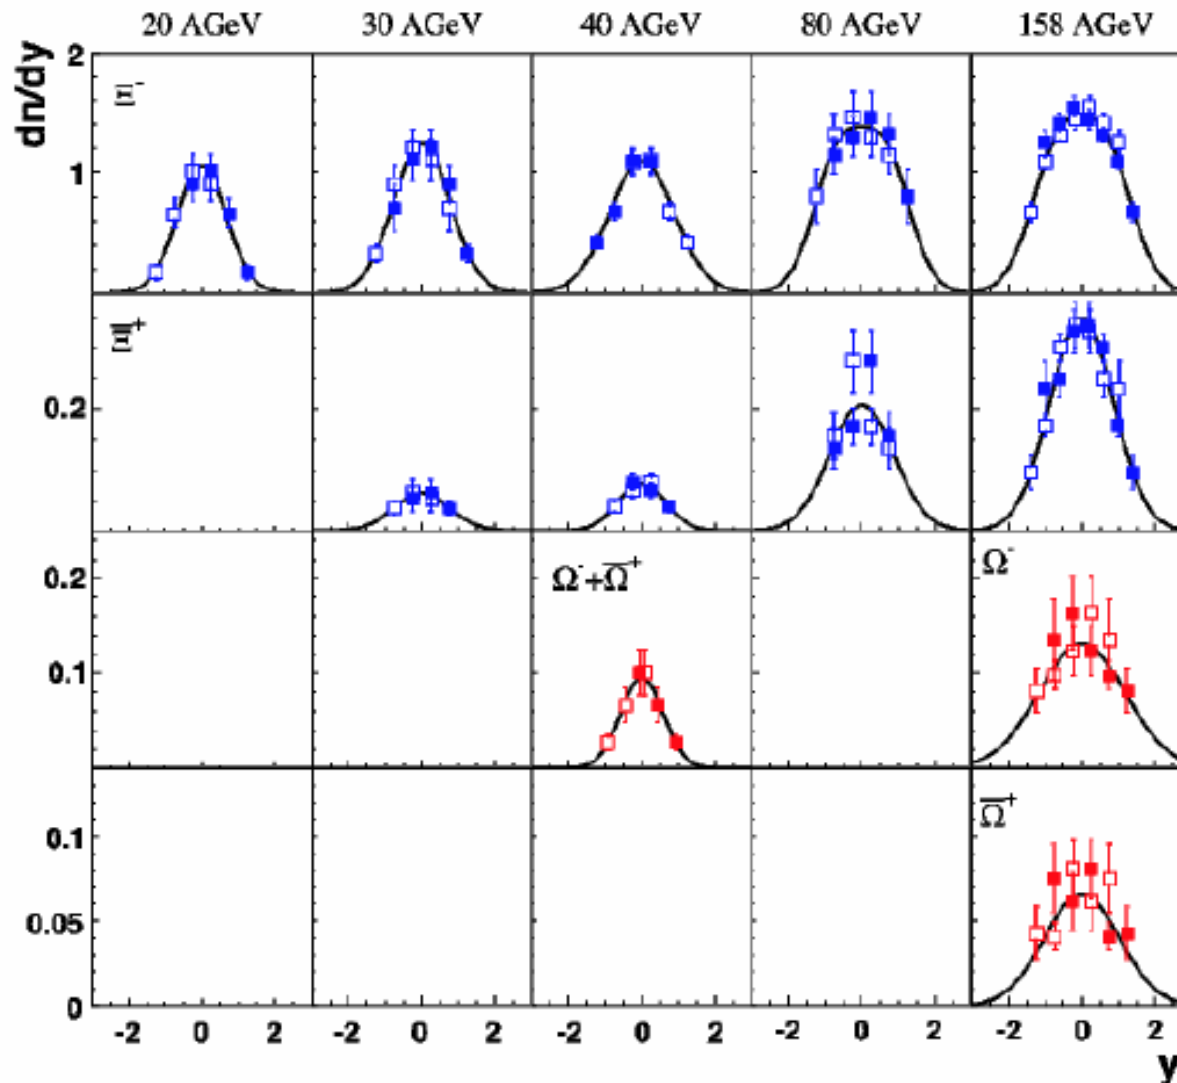 20 AGeV 30 AGeV 40 AGeV 80 AGeV 158 AGeV
dn/dy
2
Ξ⁻
1
Ξ̅⁺
0.2
Ω⁻+Ω̅⁺ Ω⁻
0.2
0.1
Ω̅⁺
0.1
0.05
0
-2 0 2 -2 0 2 -2 0 2 -2 0 2 -2 0 2
y